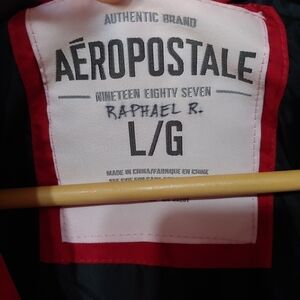 AUTHENTIC BRAND
AÉROPOSTALE
NINETEEN EIGHTY SEVEN
RAPHAEL R.
L/G
MADE IN CHINA/FABRIQUÉ EN CHINE